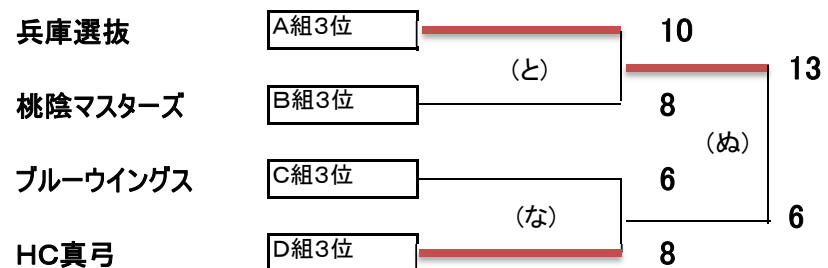 兵庫選抜 A組3位 10
(と) 13
桃陰マスターズ B組3位 8
(ぬ)
ブルーウイングス C組3位 6
(な) 6
HC真弓 D組3位 8